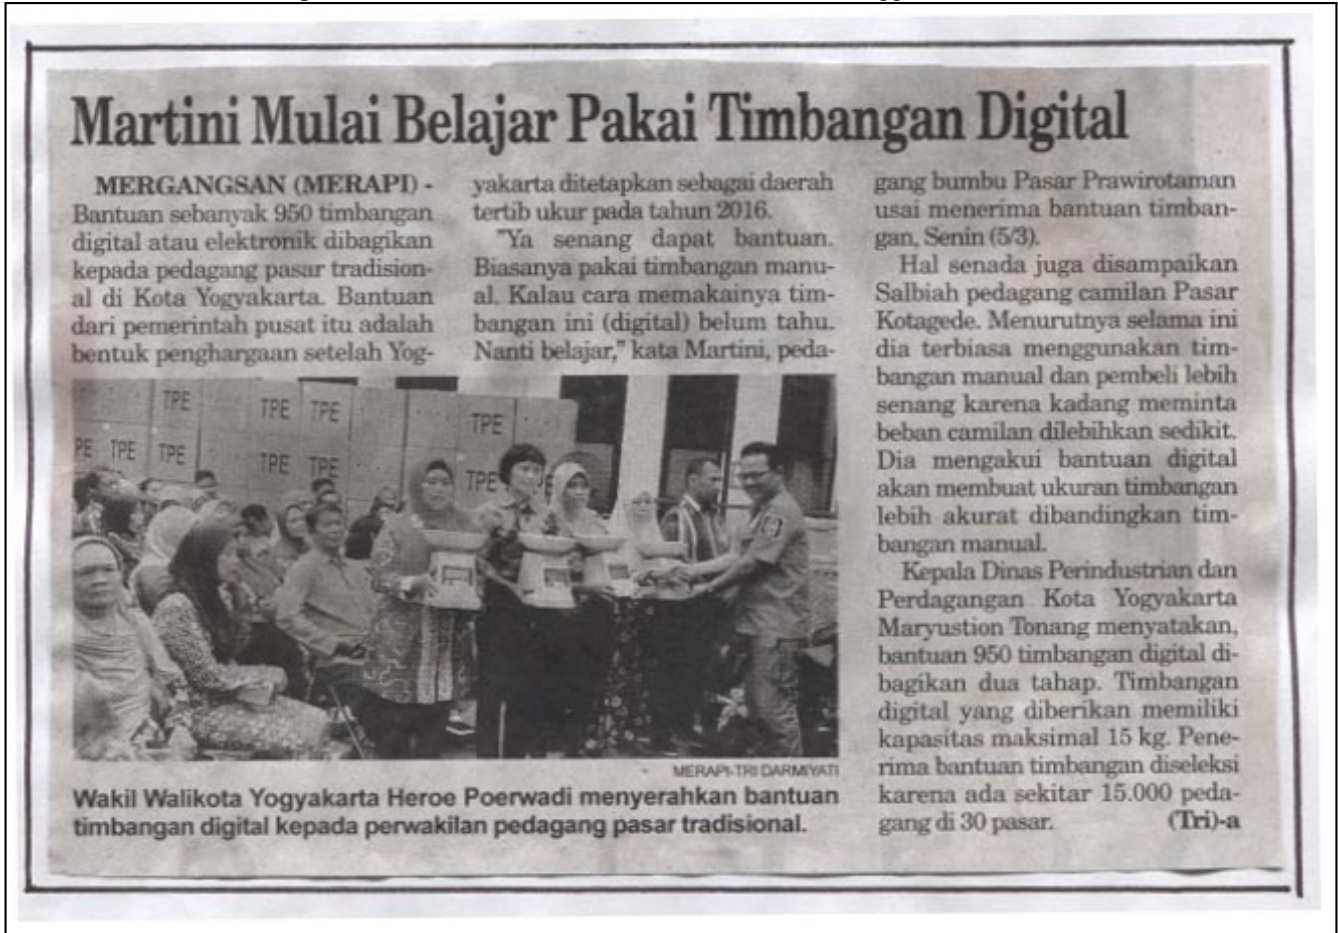 Martini Mulai Belajar Pakai Timbangan Digital
MERGANGSAN (MERAPI) -
Bantuan sebanyak 950 timbangan
digital atau elektronik dibagikan
kepada pedagang pasar tradision-
al di Kota Yogyakarta. Bantuan
dari pemerintah pusat itu adalah
bentuk penghargaan setelah Yog-
yakarta ditetapkan sebagai daerah
tertib ukur pada tahun 2016.
"Ya senang dapat bantuan.
Biasanya pakai timbangan manu-
al. Kalau cara memakainya tim-
bangan ini (digital) belum tahu.
Nanti belajar," kata Martini, peda-
gang bumbu Pasar Prawirotaman
usai menerima bantuan timban-
gan, Senin (5/3).
Hal senada juga disampaikan
Salbiah pedagang camilan Pasar
Kotagede. Menurutnya selama ini
dia terbiasa menggunakan tim-
bangan manual dan pembeli lebih
senang karena kadang meminta
beban camilan dilebihkan sedikit.
Dia mengakui bantuan digital
akan membuat ukuran timbangan
lebih akurat dibandingkan tim-
bangan manual.
Kepala Dinas Perindustrian dan
Perdagangan Kota Yogyakarta
Maryustion Tonang menyatakan,
bantuan 950 timbangan digital di-
bagikan dua tahap. Timbangan
digital yang diberikan memiliki
kapasitas maksimal 15 kg. Pene-
rima bantuan timbangan diseleksi
karena ada sekitar 15.000 peda-
gang di 30 pasar. (Tri)-a
TPE TPE TPE TPE
PE TPE TPE TPE TPE TPE
MERAPI-TRI DARMIYATI
Wakil Walikota Yogyakarta Heroe Poerwadi menyerahkan bantuan
timbangan digital kepada perwakilan pedagang pasar tradisional.